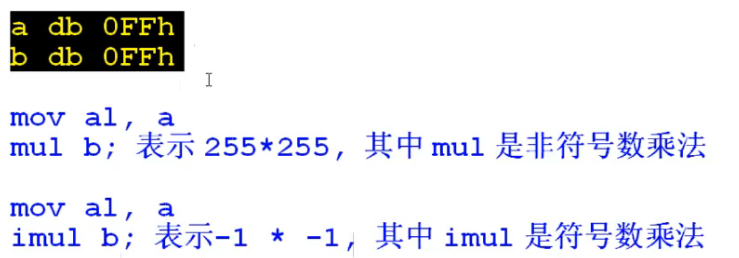 a db 0FFh
b db 0FFh
mov al, a
mul b; 表示 255*255, 其中 mul 是非符号数乘法
mov al, a
imul b; 表示-1 * -1, 其中 imul 是符号数乘法